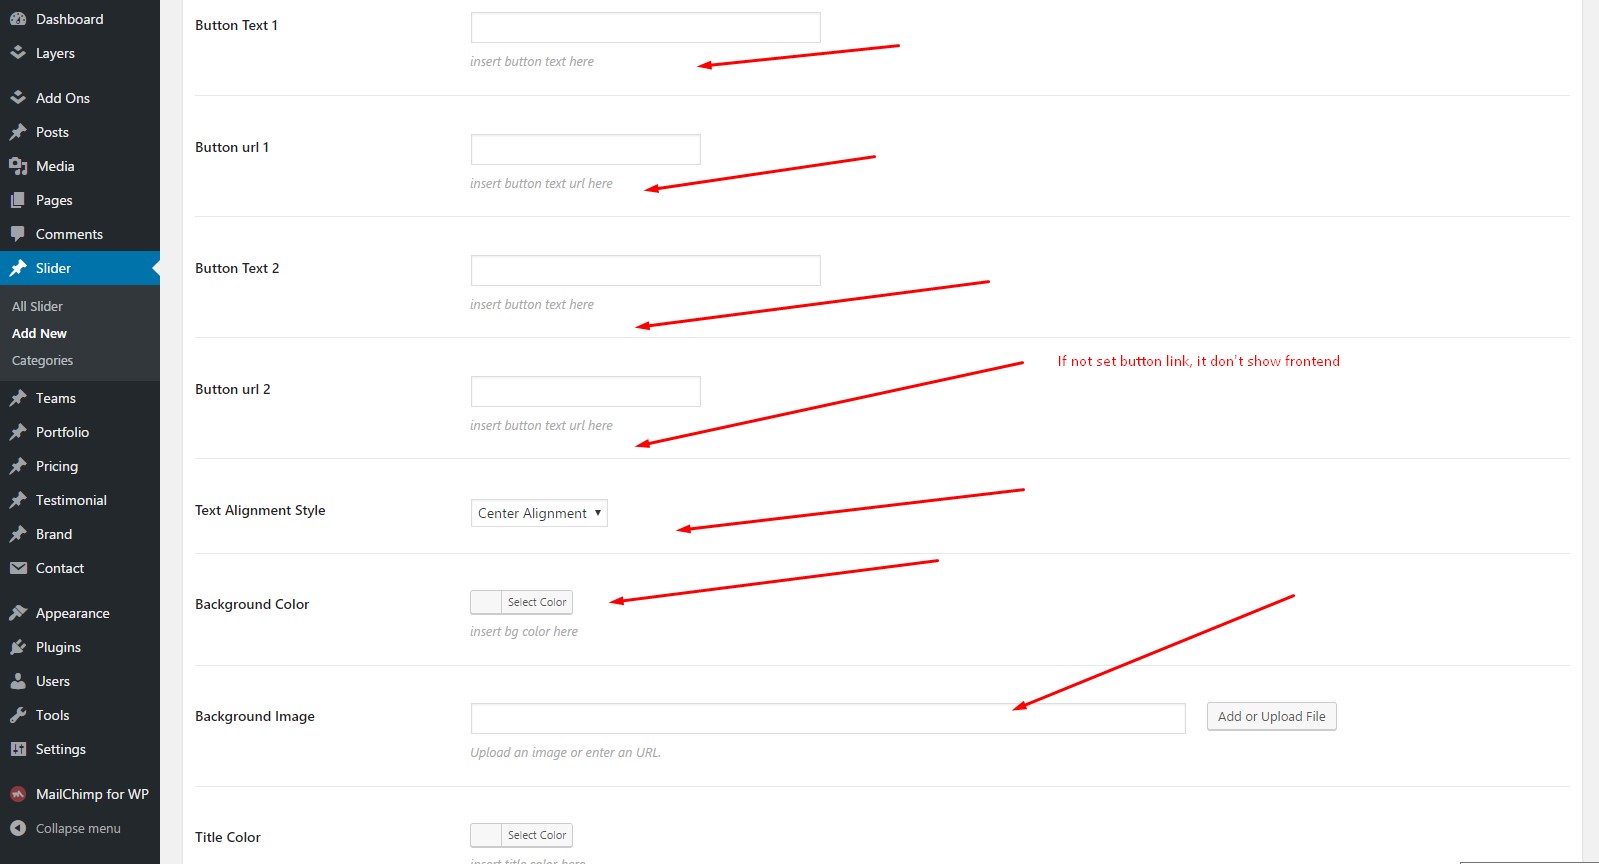 Dashboard
Layers
Add Ons
Posts
Media
Pages
Comments
Slider
All Slider
Add New
Categories
Teams
Portfolio
Pricing
Testimonial
Brand
Contact
Appearance
Plugins
Users
Tools
Settings
MailChimp for WP
Collapse menu
Button Text 1
insert button text here
Button url 1
insert button text url here
Button Text 2
insert button text here
If not set button link, it don't show frontend
Button url 2
insert button text url here
Text Alignment Style
Center Alignment
Background Color
Select Color
insert bg color here
Background Image
Add or Upload File
Upload an image or enter an URL.
Title Color
Select Color
insert title color here